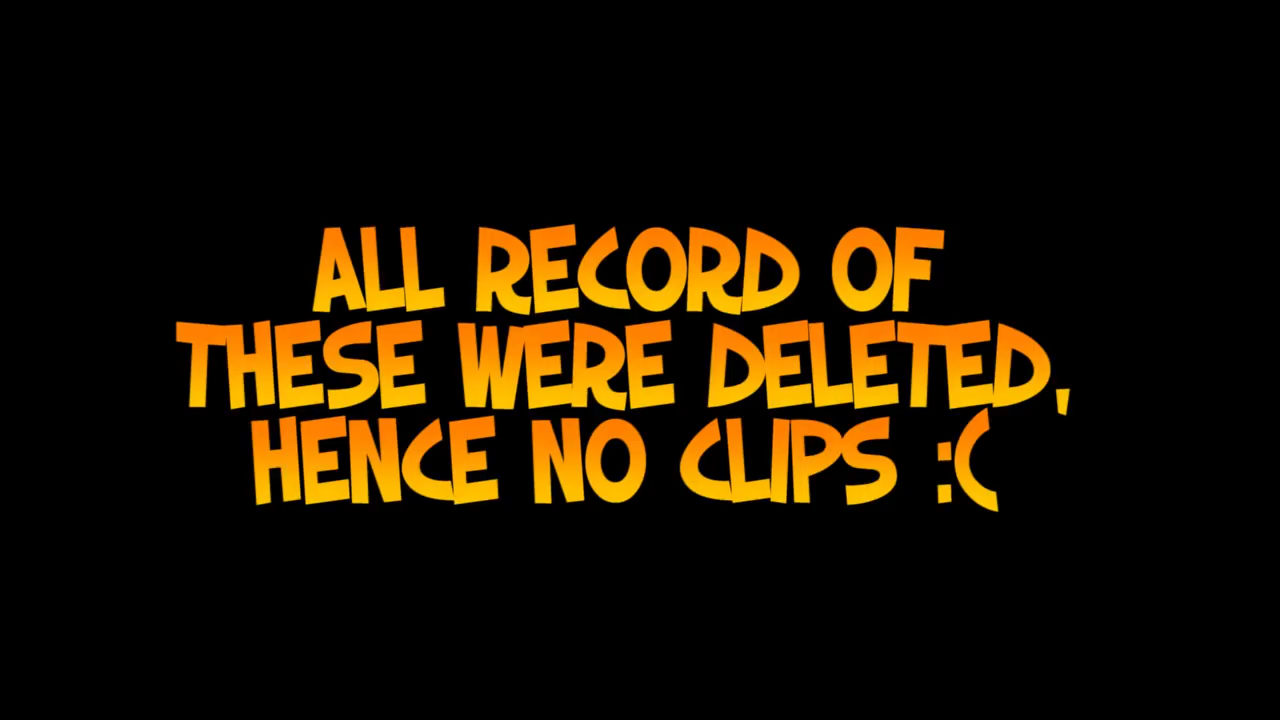 ALL RECORD OF
THESE WERE DELETED,
HENCE NO CLIPS :(